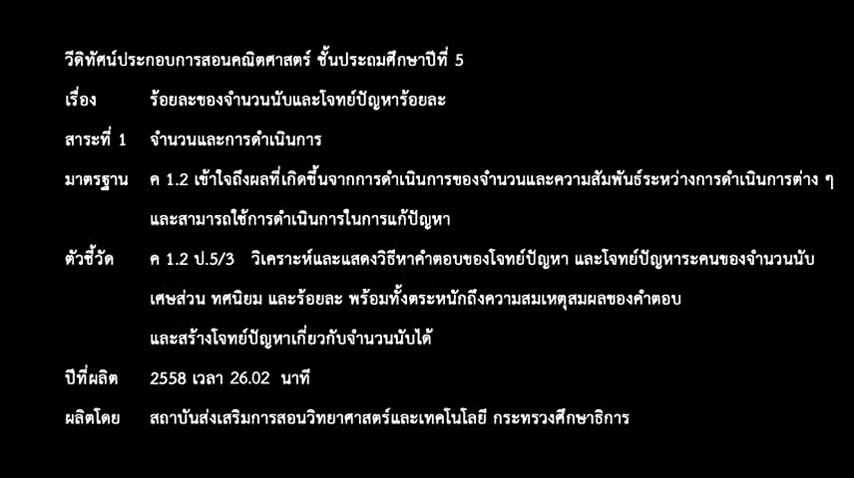 วีดิทัศน์ประกอบการสอนคณิตศาสตร์ ชั้นประถมศึกษาปีที่ 5
เรื่อง ร้อยละของจำนวนนับและโจทย์ปัญหาร้อยละ
สาระที่ 1 จำนวนและการดำเนินการ
มาตรฐาน ค 1.2 เข้าใจถึงผลที่เกิดขึ้นจากการดำเนินการของจำนวนและความสัมพันธ์ระหว่างการดำเนินการต่าง ๆ
และสามารถใช้การดำเนินการในการแก้ปัญหา
ตัวชี้วัด ค 1.2 ป.5/3 วิเคราะห์และแสดงวิธีหาคำตอบของโจทย์ปัญหา และโจทย์ปัญหาระคนของจำนวนนับ
เศษส่วน ทศนิยม และร้อยละ พร้อมทั้งตระหนักถึงความสมเหตุสมผลของคำตอบ
และสร้างโจทย์ปัญหาเกี่ยวกับจำนวนนับได้
ปีที่ผลิต 2558 เวลา 26.02 นาที
ผลิตโดย สถาบันส่งเสริมการสอนวิทยาศาสตร์และเทคโนโลยี กระทรวงศึกษาธิการ